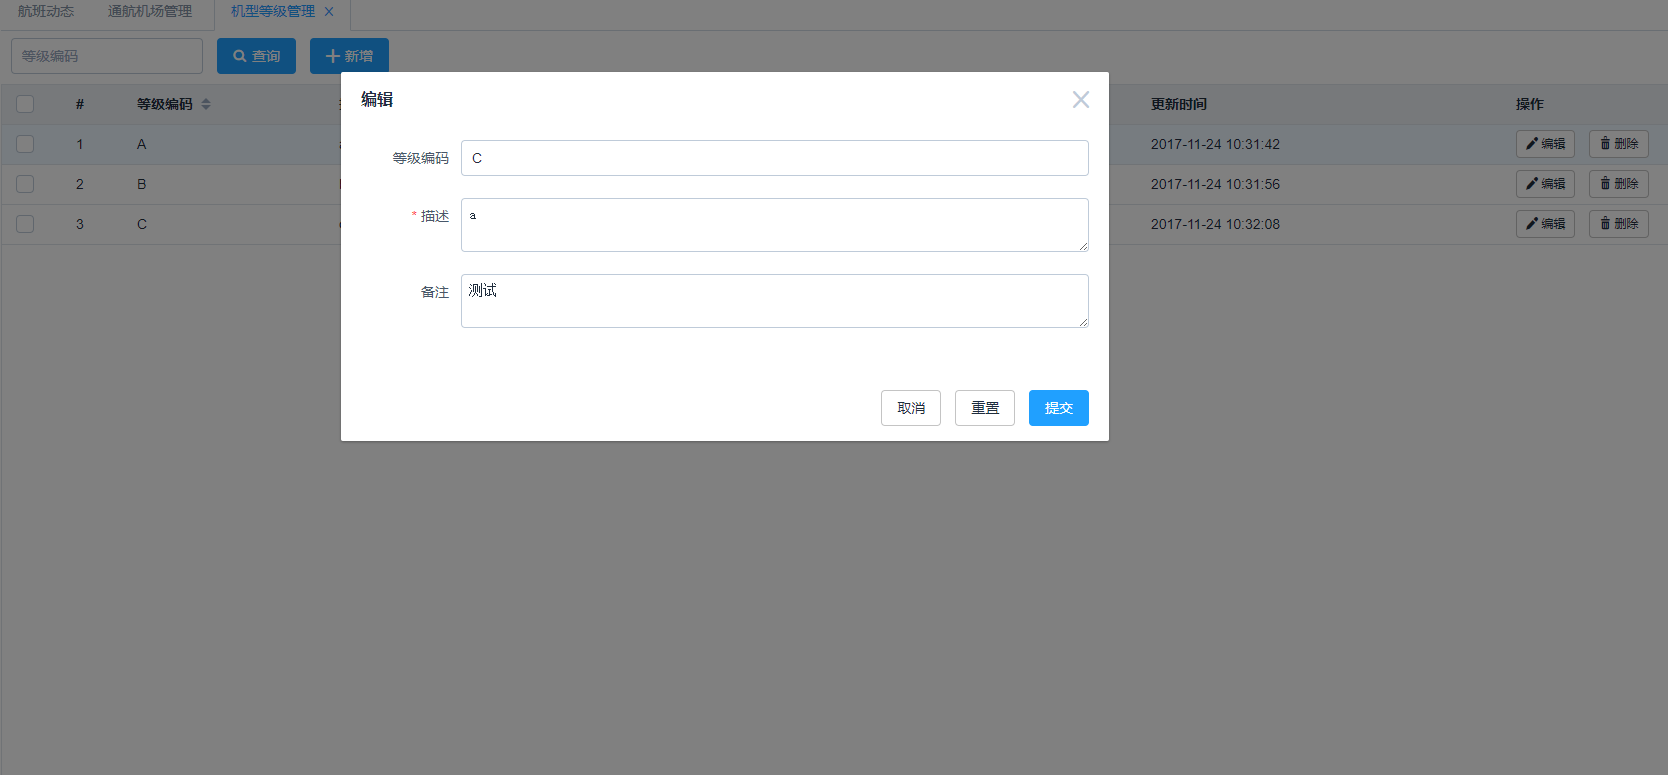 航班动态 通航机场管理 机型等级管理
等级编码 查询 新增
# 等级编码 更新时间 操作
1 A 2017-11-24 10:31:42 编辑 删除
2 B 2017-11-24 10:31:56 编辑 删除
3 C 2017-11-24 10:32:08 编辑 删除
编辑
等级编码 C
* 描述 a
备注 测试
取消 重置 提交